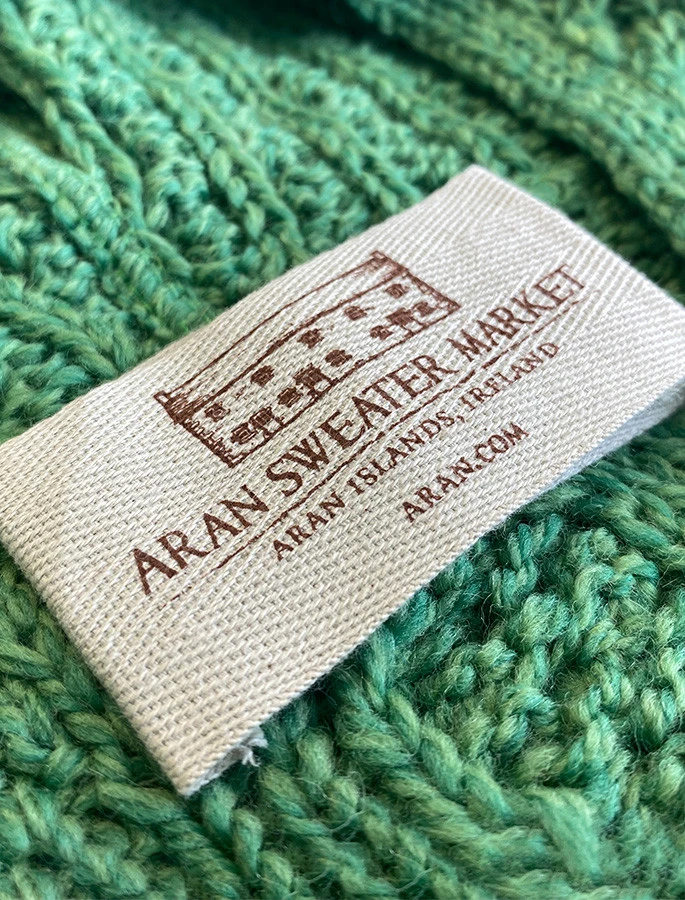 ARAN SWEATER MARKET
ARAN ISLANDS, IRELAND
ARAN.COM